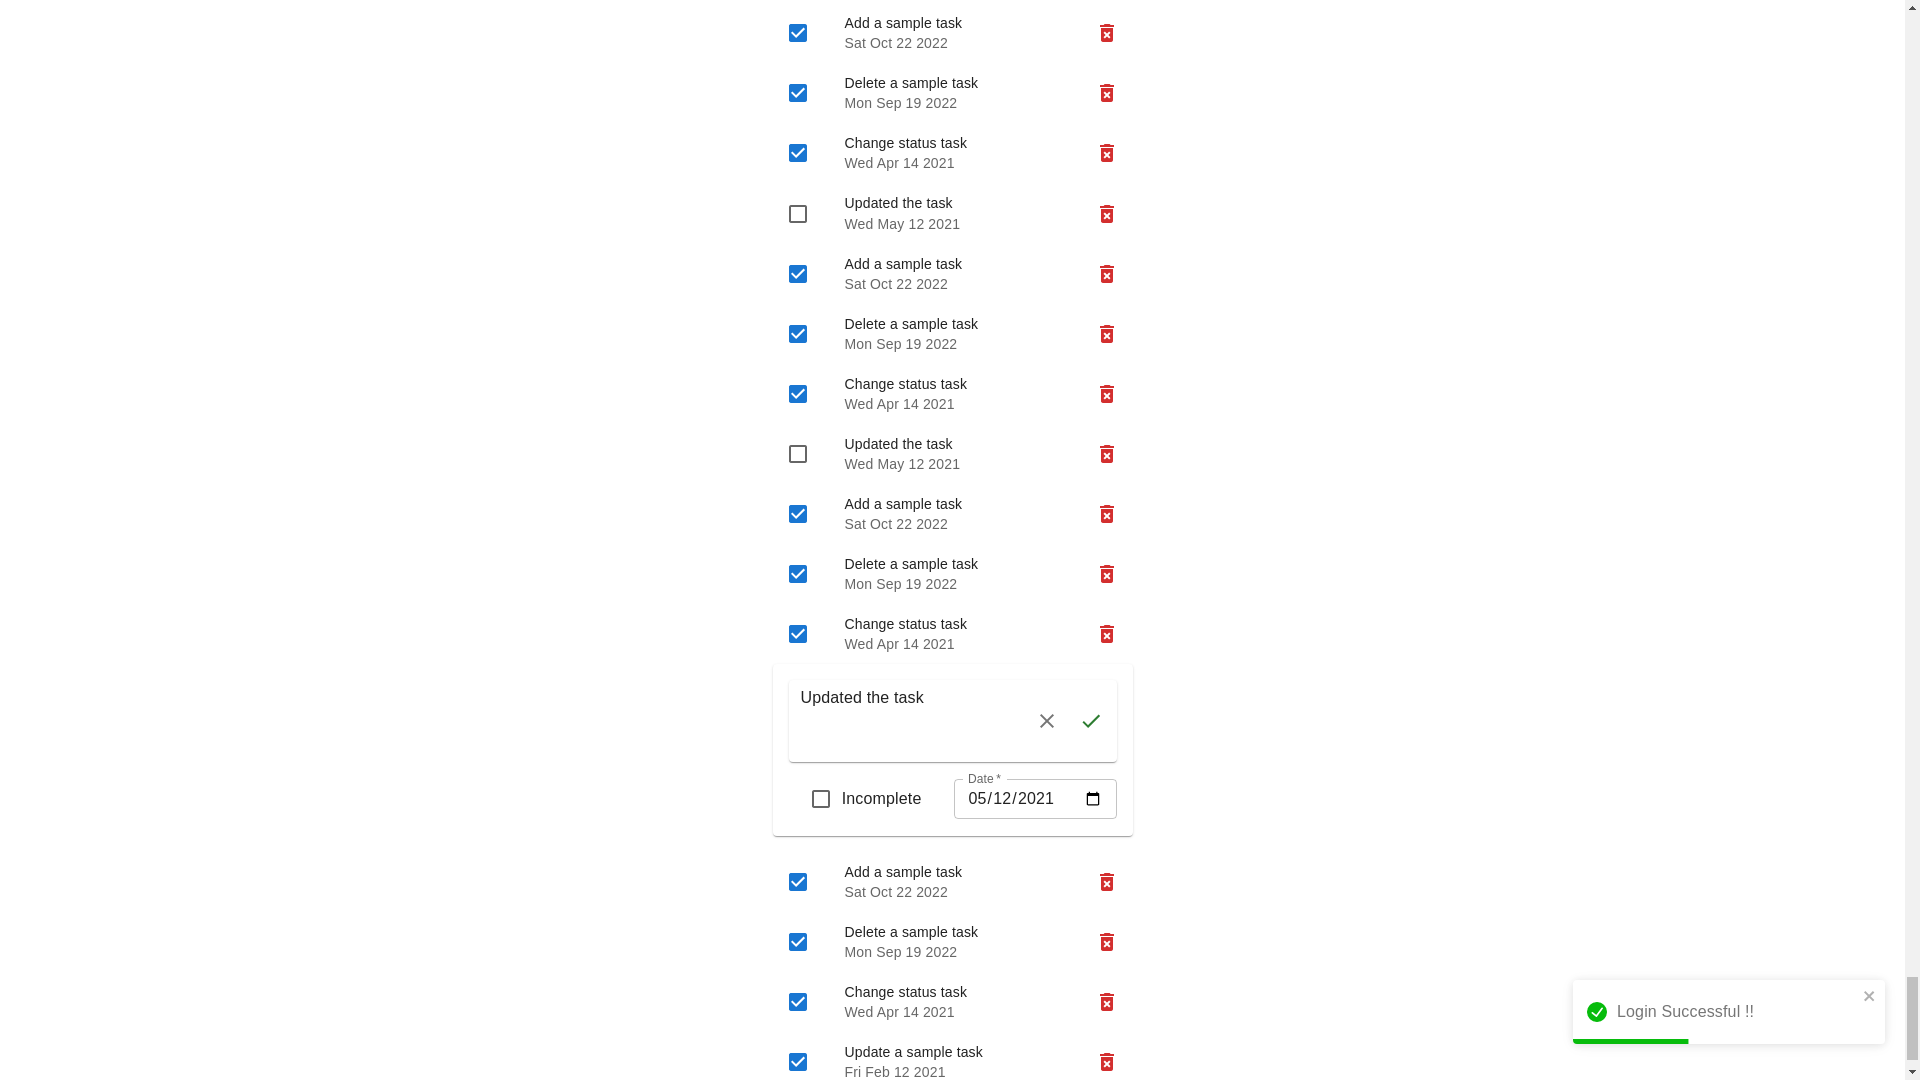 Add a sample task
Sat Oct 22 2022
Delete a sample task
Mon Sep 19 2022
Change status task
Wed Apr 14 2021
Updated the task
Wed May 12 2021
Add a sample task
Sat Oct 22 2022
Delete a sample task
Mon Sep 19 2022
Change status task
Wed Apr 14 2021
Updated the task
Wed May 12 2021
Add a sample task
Sat Oct 22 2022
Delete a sample task
Mon Sep 19 2022
Change status task
Wed Apr 14 2021
Updated the task
Date *
Incomplete
05/12/2021
Add a sample task
Sat Oct 22 2022
Delete a sample task
Mon Sep 19 2022
Change status task
Wed Apr 14 2021
Login Successful !!
Update a sample task
Fri Feb 12 2021